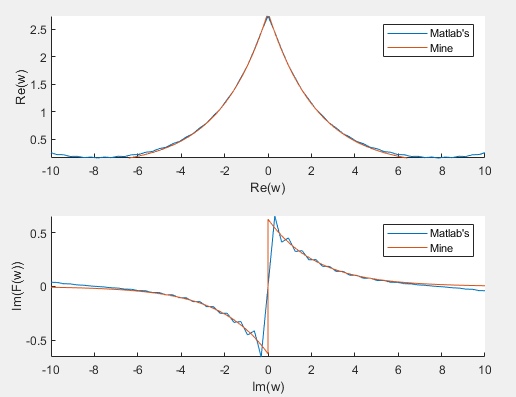 2.5
2
1.5
1
0.5
Re(w)
Matlab's
Mine
-10 -8 -6 -4 -2 0 2 4 6 8 10
Re(w)
0.5
0
-0.5
Im(F(w))
Matlab's
Mine
-10 -8 -6 -4 -2 0 2 4 6 8 10
Im(w)